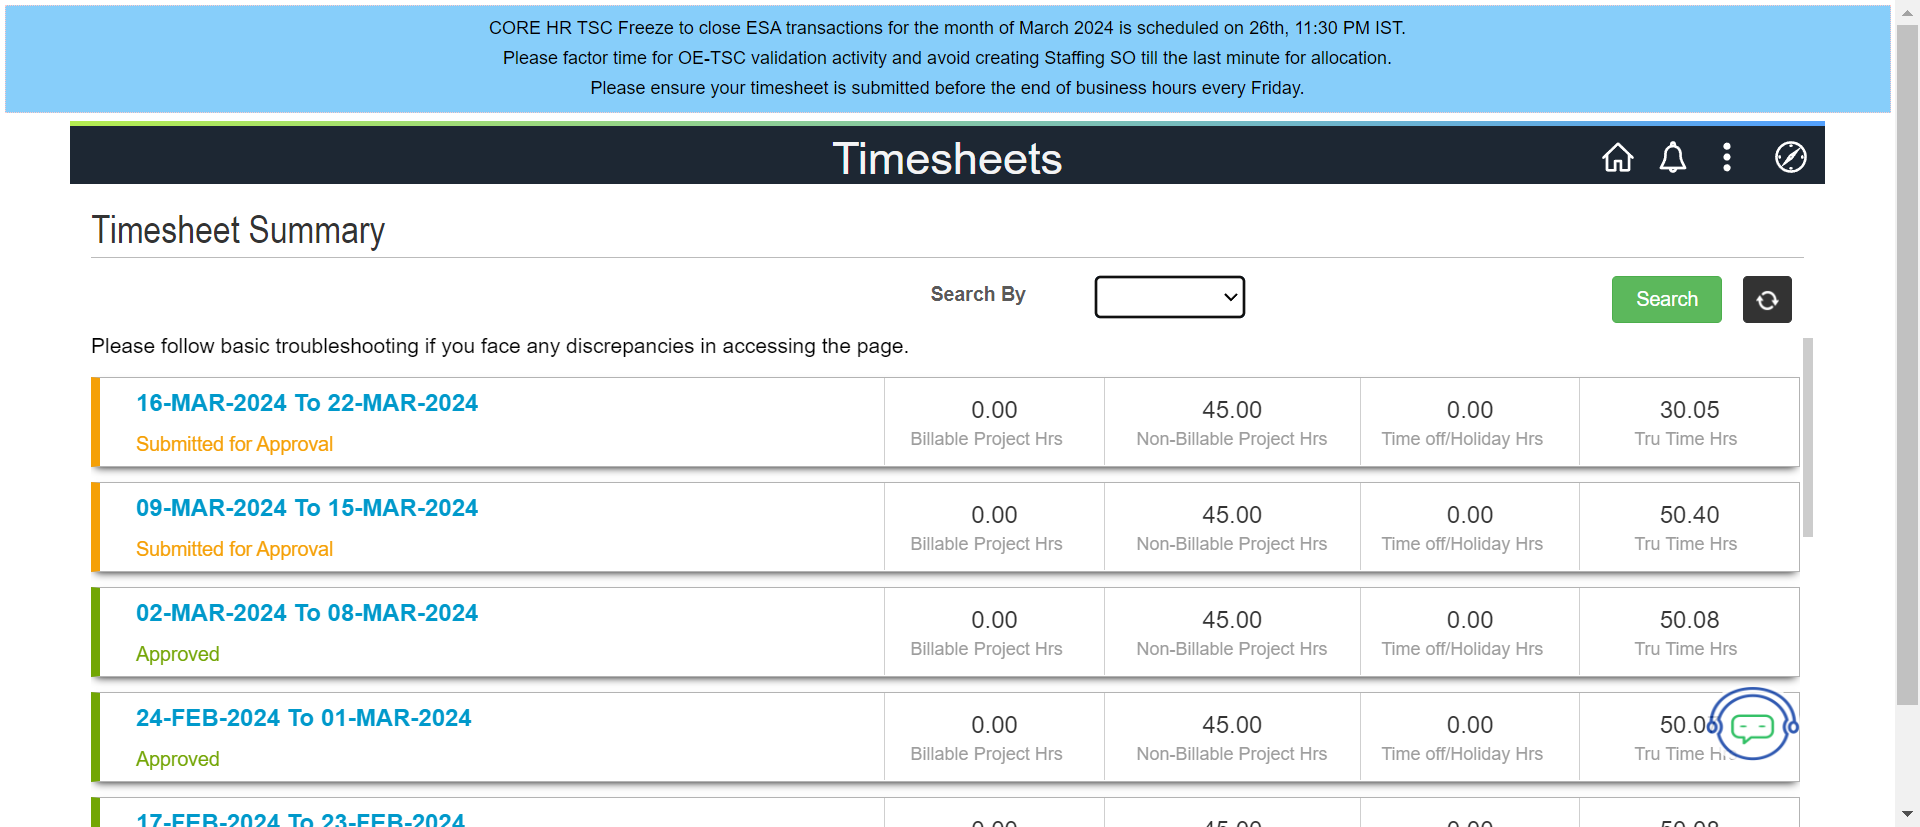 CORE HR TSC Freeze to close ESA transactions for the month of March 2024 is scheduled on 26th, 11:30 PM IST.
Please factor time for OE-TSC validation activity and avoid creating Staffing SO till the last minute for allocation.
Please ensure your timesheet is submitted before the end of business hours every Friday.
Timesheets
Timesheet Summary
Search By
Search
Please follow basic troubleshooting if you face any discrepancies in accessing the page.
16-MAR-2024 To 22-MAR-2024
Submitted for Approval
0.00
Billable Project Hrs
45.00
Non-Billable Project Hrs
0.00
Time off/Holiday Hrs
30.05
Tru Time Hrs
09-MAR-2024 To 15-MAR-2024
Submitted for Approval
0.00
Billable Project Hrs
45.00
Non-Billable Project Hrs
0.00
Time off/Holiday Hrs
50.40
Tru Time Hrs
02-MAR-2024 To 08-MAR-2024
Approved
0.00
Billable Project Hrs
45.00
Non-Billable Project Hrs
0.00
Time off/Holiday Hrs
50.08
Tru Time Hrs
24-FEB-2024 To 01-MAR-2024
Approved
0.00
Billable Project Hrs
45.00
Non-Billable Project Hrs
0.00
Time off/Holiday Hrs
Tru Time
17-FEB-2024 To 23-FEB-2024
0.00
45.00
0.00